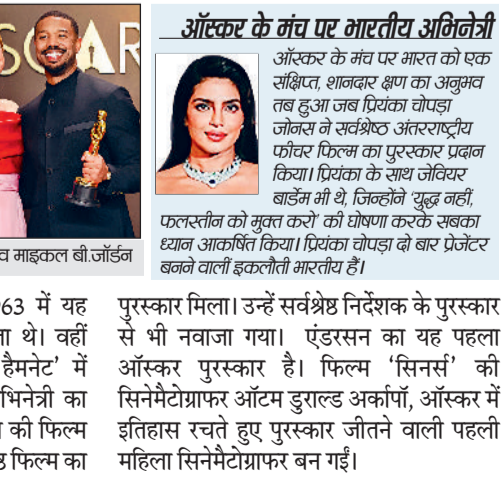 SCAR
व माइकल बी.जॉर्डन
ऑस्कर के मंच पर भारतीय अभिनेत्री
ऑस्कर के मंच पर भारत को एक
संक्षिप्त, शानदार क्षण का अनुभव
तब हुआ जब प्रियंका चोपड़ा
जोनस ने सर्वश्रेष्ठ अंतरराष्ट्रीय
फीचर फिल्म का पुरस्कार प्रदान
किया। प्रियंका के साथ जेवियर
बार्डेम भी थे, जिन्होंने ‘युद्ध नहीं,
फलस्तीन को मुक्त करो’ की घोषणा करके सबका
ध्यान आकर्षित किया। प्रियंका चोपड़ा दो बार प्रेजेंटर
बनने वालीं इकलौती भारतीय हैं।
63 में यह
ता थे। वहीं
हैमनेट’ में
भिनेत्री का
की फिल्म
फिल्म का
पुरस्कार मिला। उन्हें सर्वश्रेष्ठ निर्देशक के पुरस्कार
से भी नवाजा गया। एंडरसन का यह पहला
ऑस्कर पुरस्कार है। फिल्म ‘सिनर्स’ की
सिनेमैटोग्राफर ऑटम डुराल्ड अर्कापॉ, ऑस्कर में
इतिहास रचते हुए पुरस्कार जीतने वाली पहली
महिला सिनेमैटोग्राफर बन गईं।